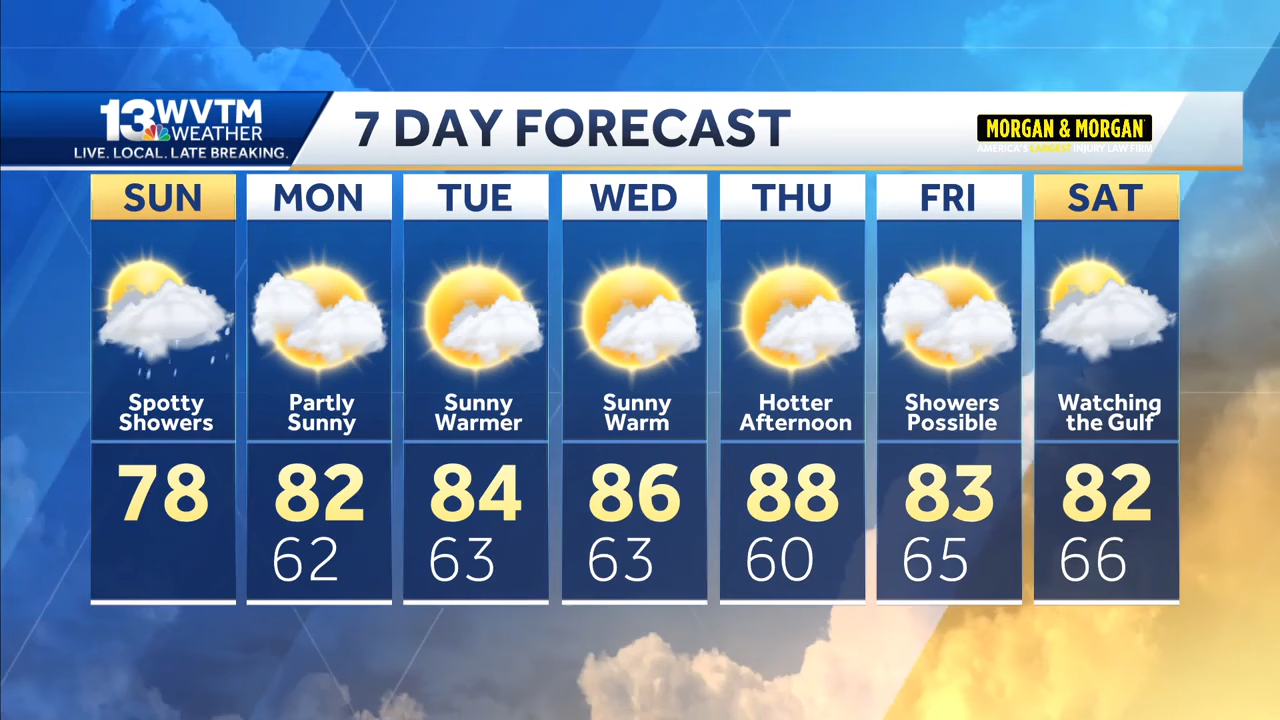 13 WVTM
WEATHER
LIVE. LOCAL. LATE BREAKING.
7 DAY FORECAST
MORGAN & MORGAN
AMERICA'S LARGEST INJURY LAW FIRM
SUN
MON
TUE
WED
THU
FRI
SAT
Spotty
Showers
Partly
Sunny
Sunny
Warmer
Sunny
Warm
Hotter
Afternoon
Showers
Possible
Watching
the Gulf
78
82
84
86
88
83
82
62
63
63
60
65
66